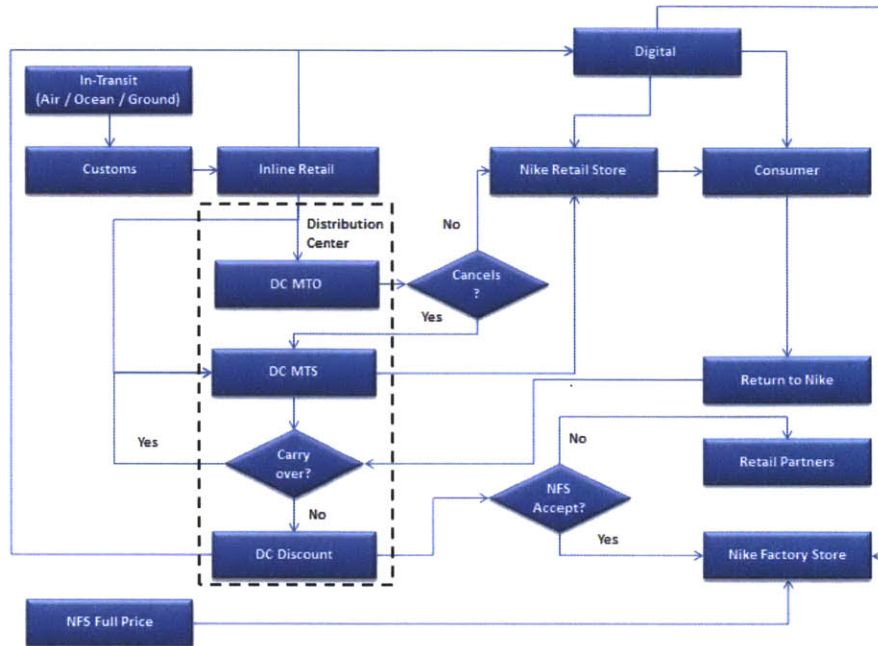 Digital
In-Transit
(Air / Ocean / Ground)
Customs
Inline Retail
Nike Retail Store
Consumer
Distribution
Center
No
DC MTO
Cancels
?
Yes
DC MTS
Return to Nike
Yes
Carry
over?
No
Retail Partners
NFS
Accept?
No
DC Discount
Yes
Nike Factory Store
NFS Full Price